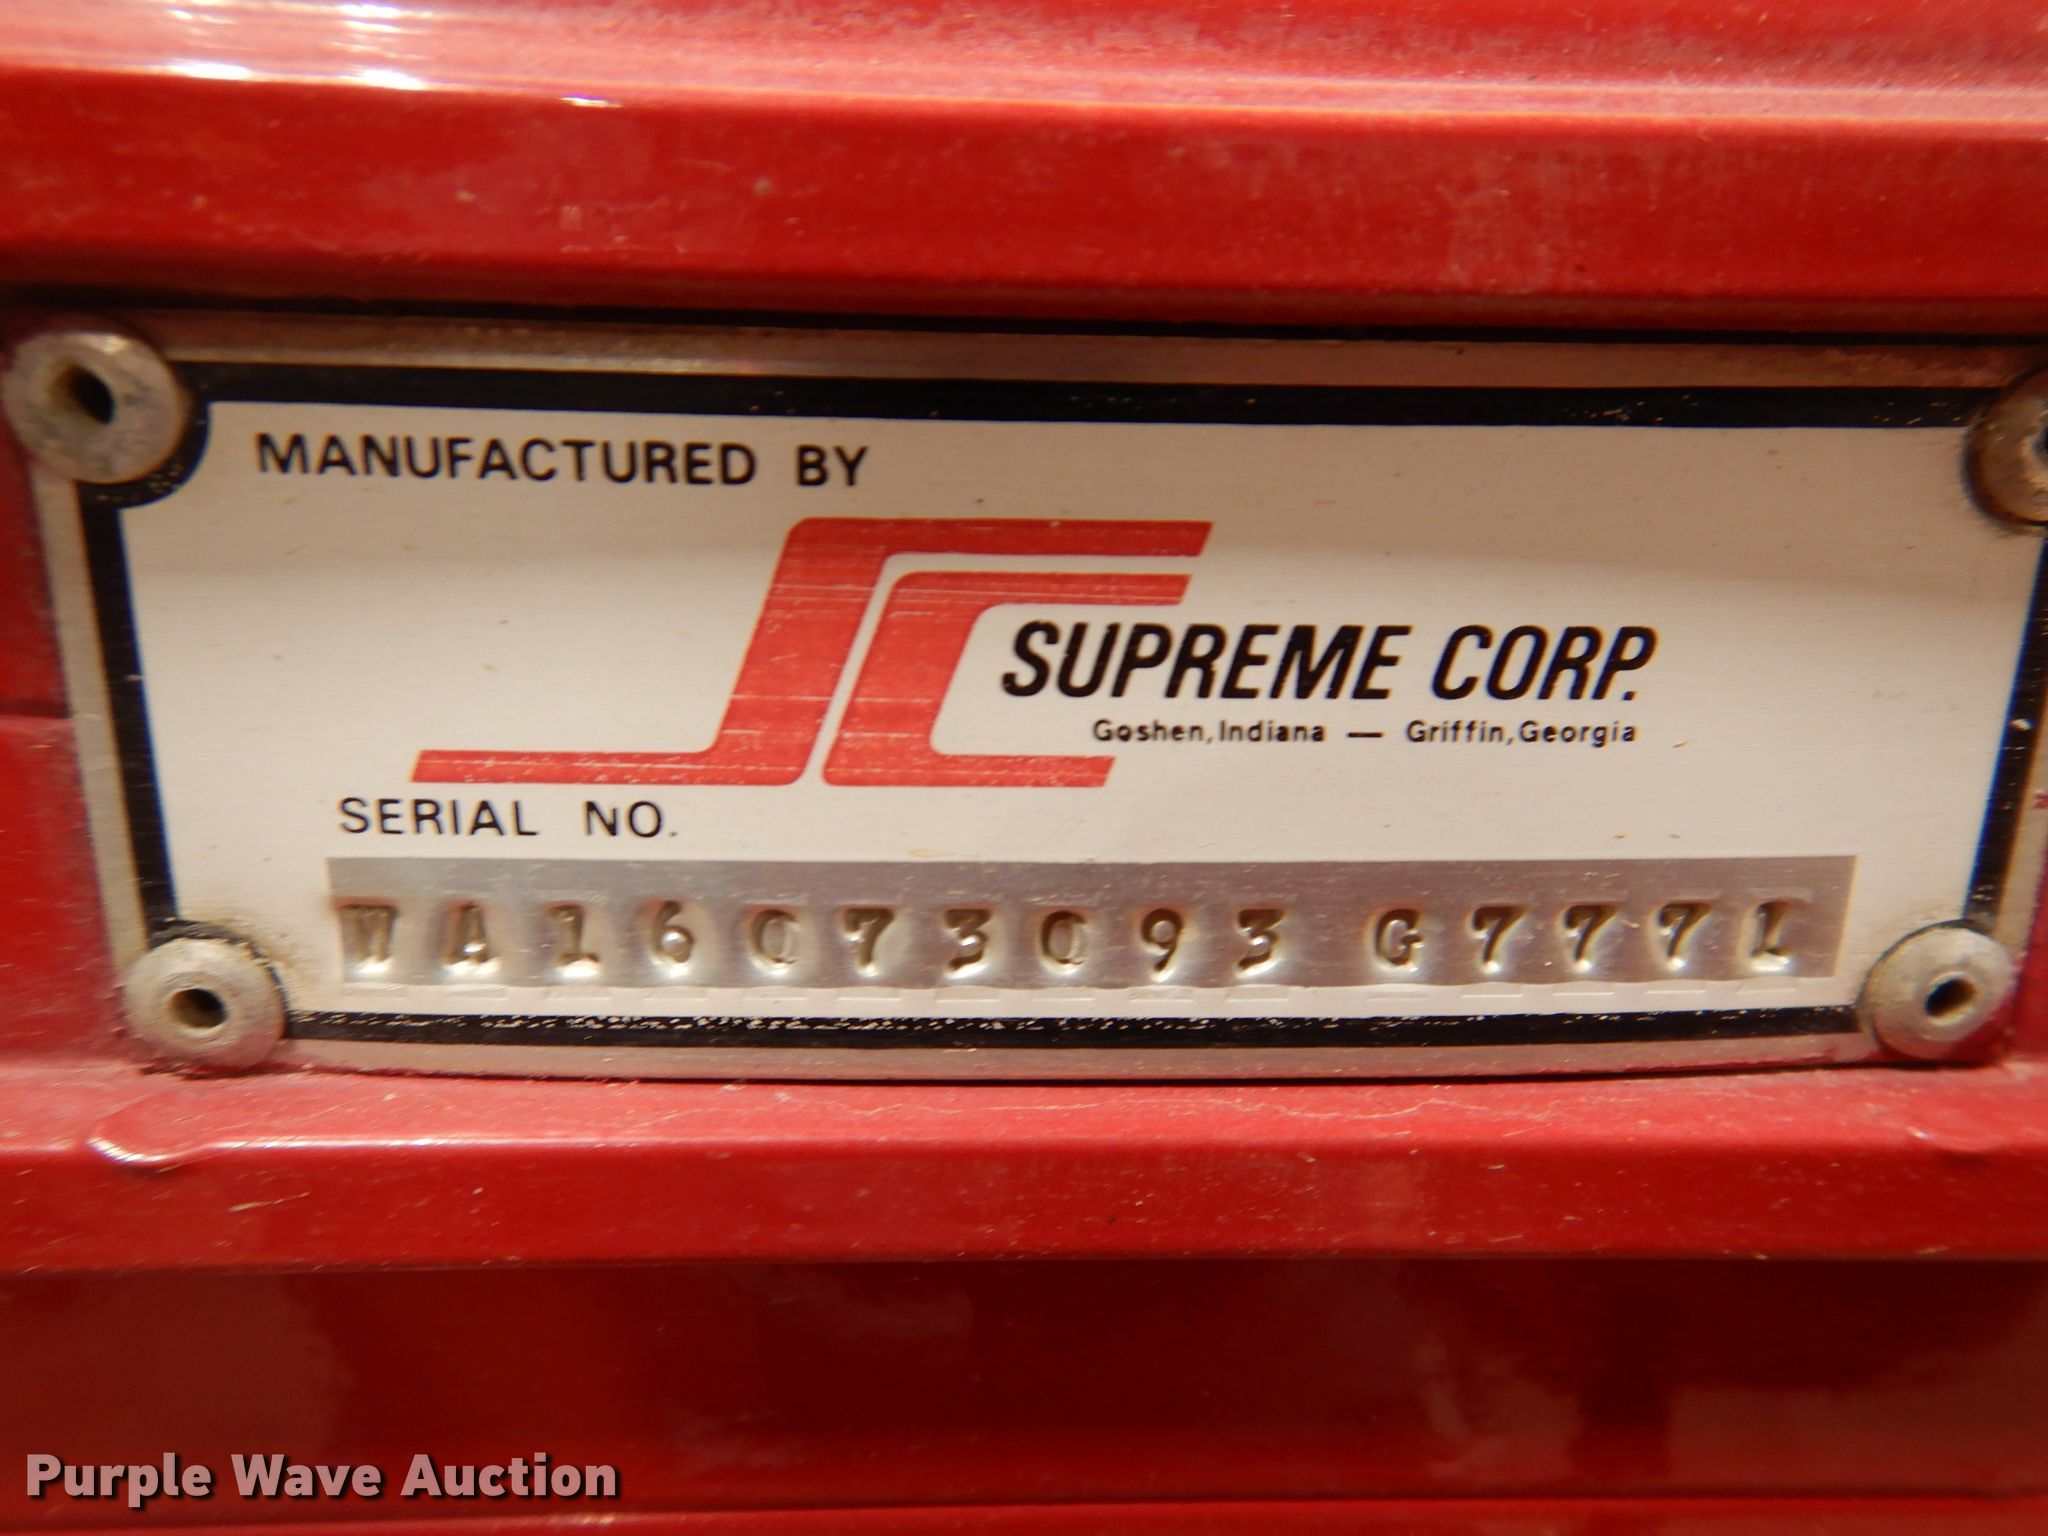 MANUFACTURED BY
SUPREME CORP.
Goshen, Indiana — Griffin, Georgia
SERIAL NO.
WA16073093 G7771
Purple Wave Auction